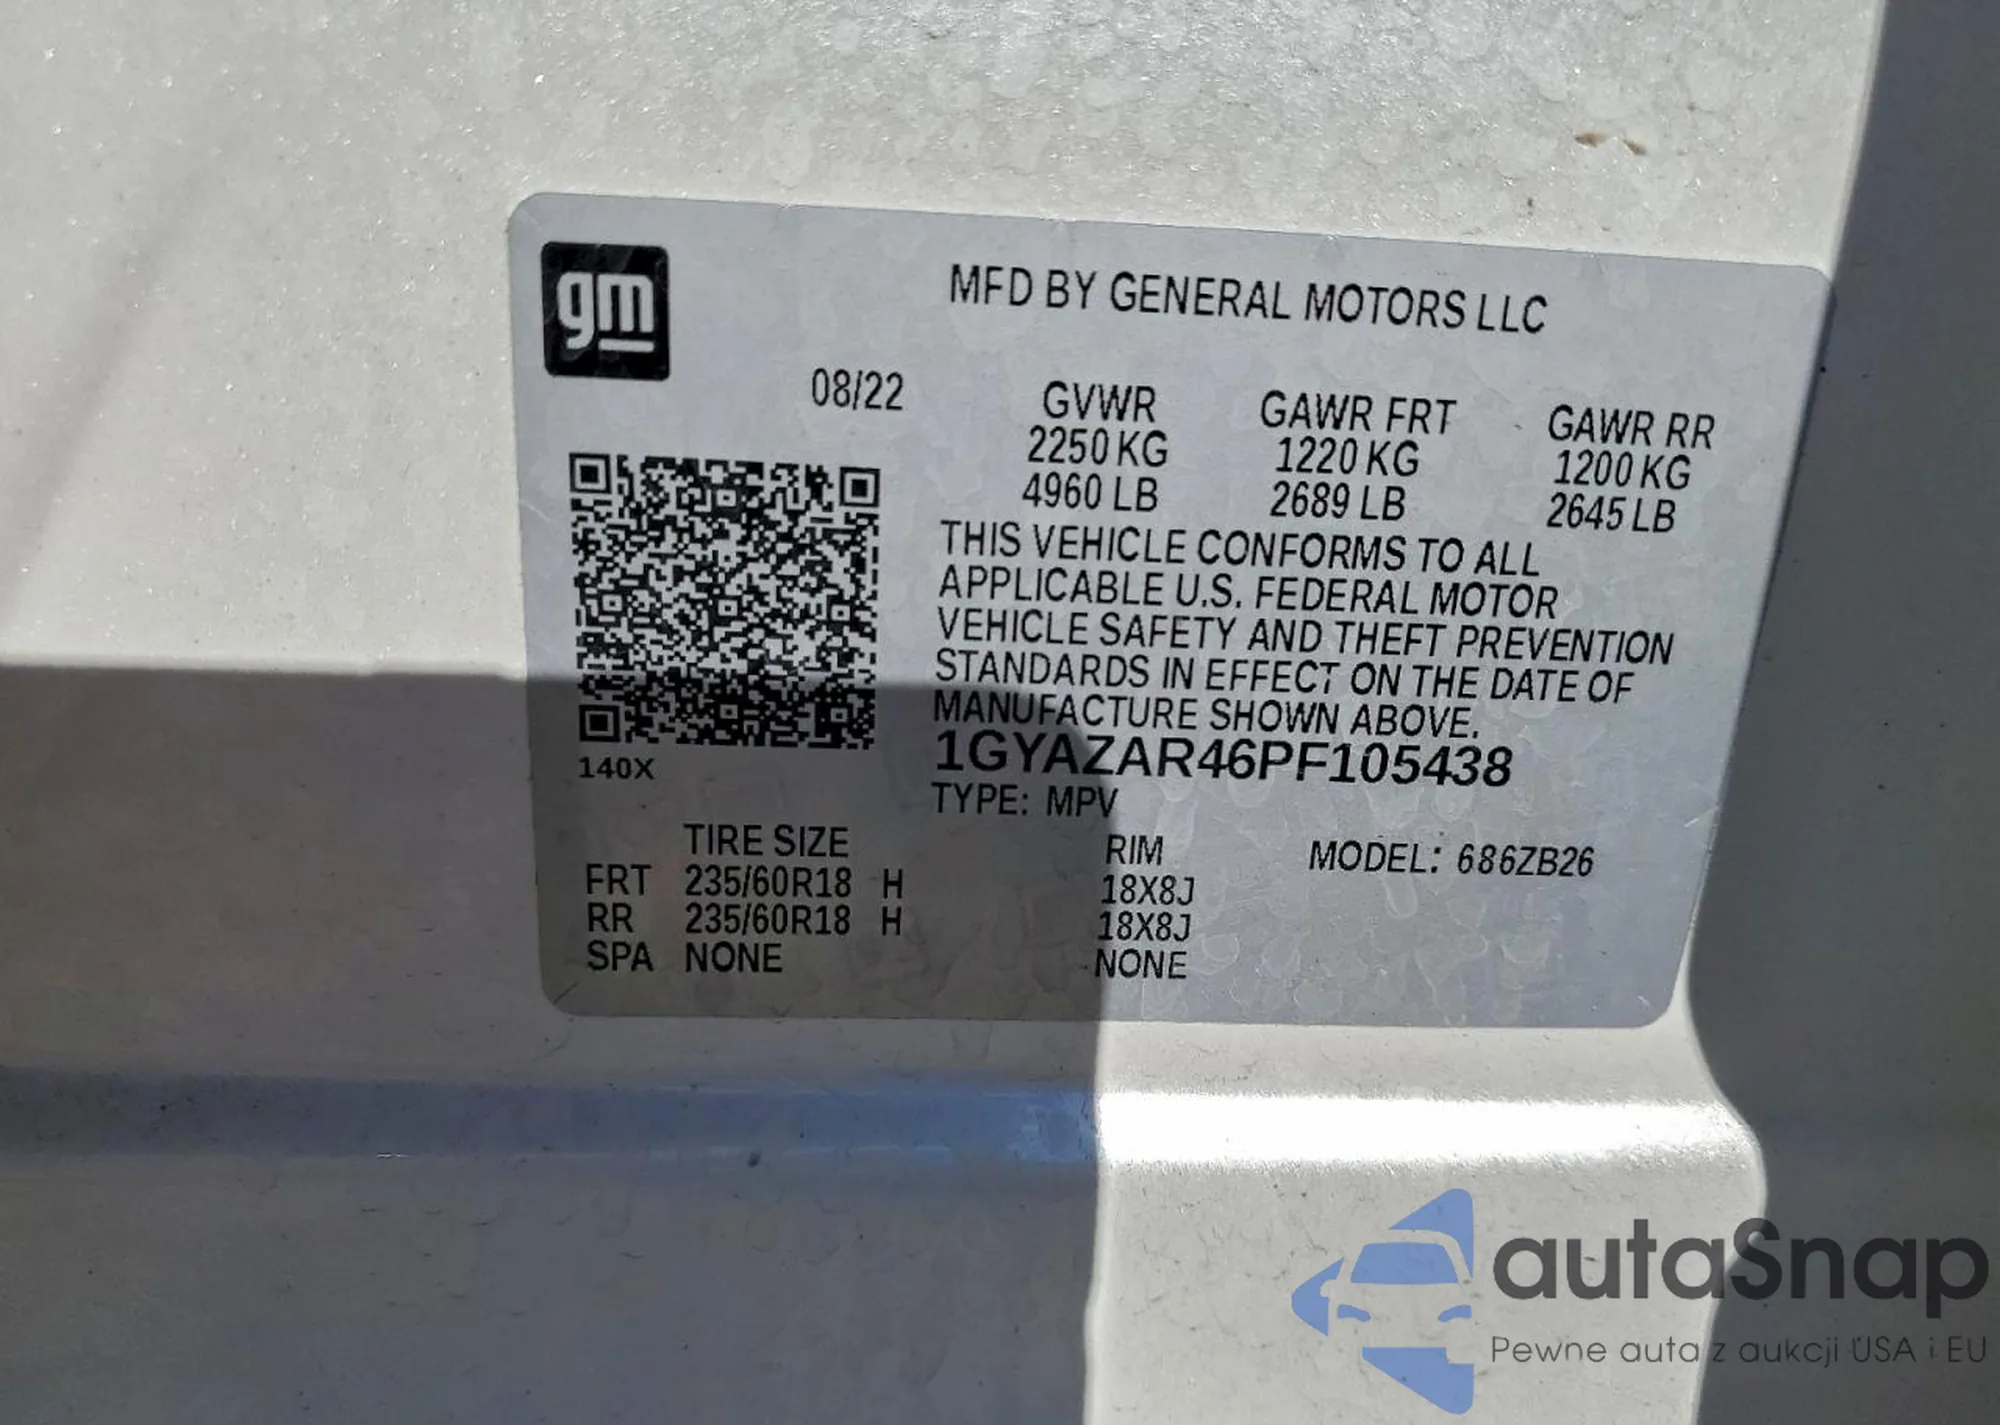 gm
MFD BY GENERAL MOTORS LLC
08/22
GVWR GAWR FRT GAWR RR
2250 KG 1220 KG 1200 KG
4960 LB 2689 LB 2645 LB
THIS VEHICLE CONFORMS TO ALL
APPLICABLE U.S. FEDERAL MOTOR
VEHICLE SAFETY AND THEFT PREVENTION
STANDARDS IN EFFECT ON THE DATE OF
MANUFACTURE SHOWN ABOVE.
1GYAZAR46PF105438
140X
TYPE: MPV
TIRE SIZE RIM MODEL: 686ZB26
FRT 235/60R18 H 18X8J
RR 235/60R18 H 18X8J
SPA NONE NONE
autaSnap
Pewne auta z aukcji USA i EU